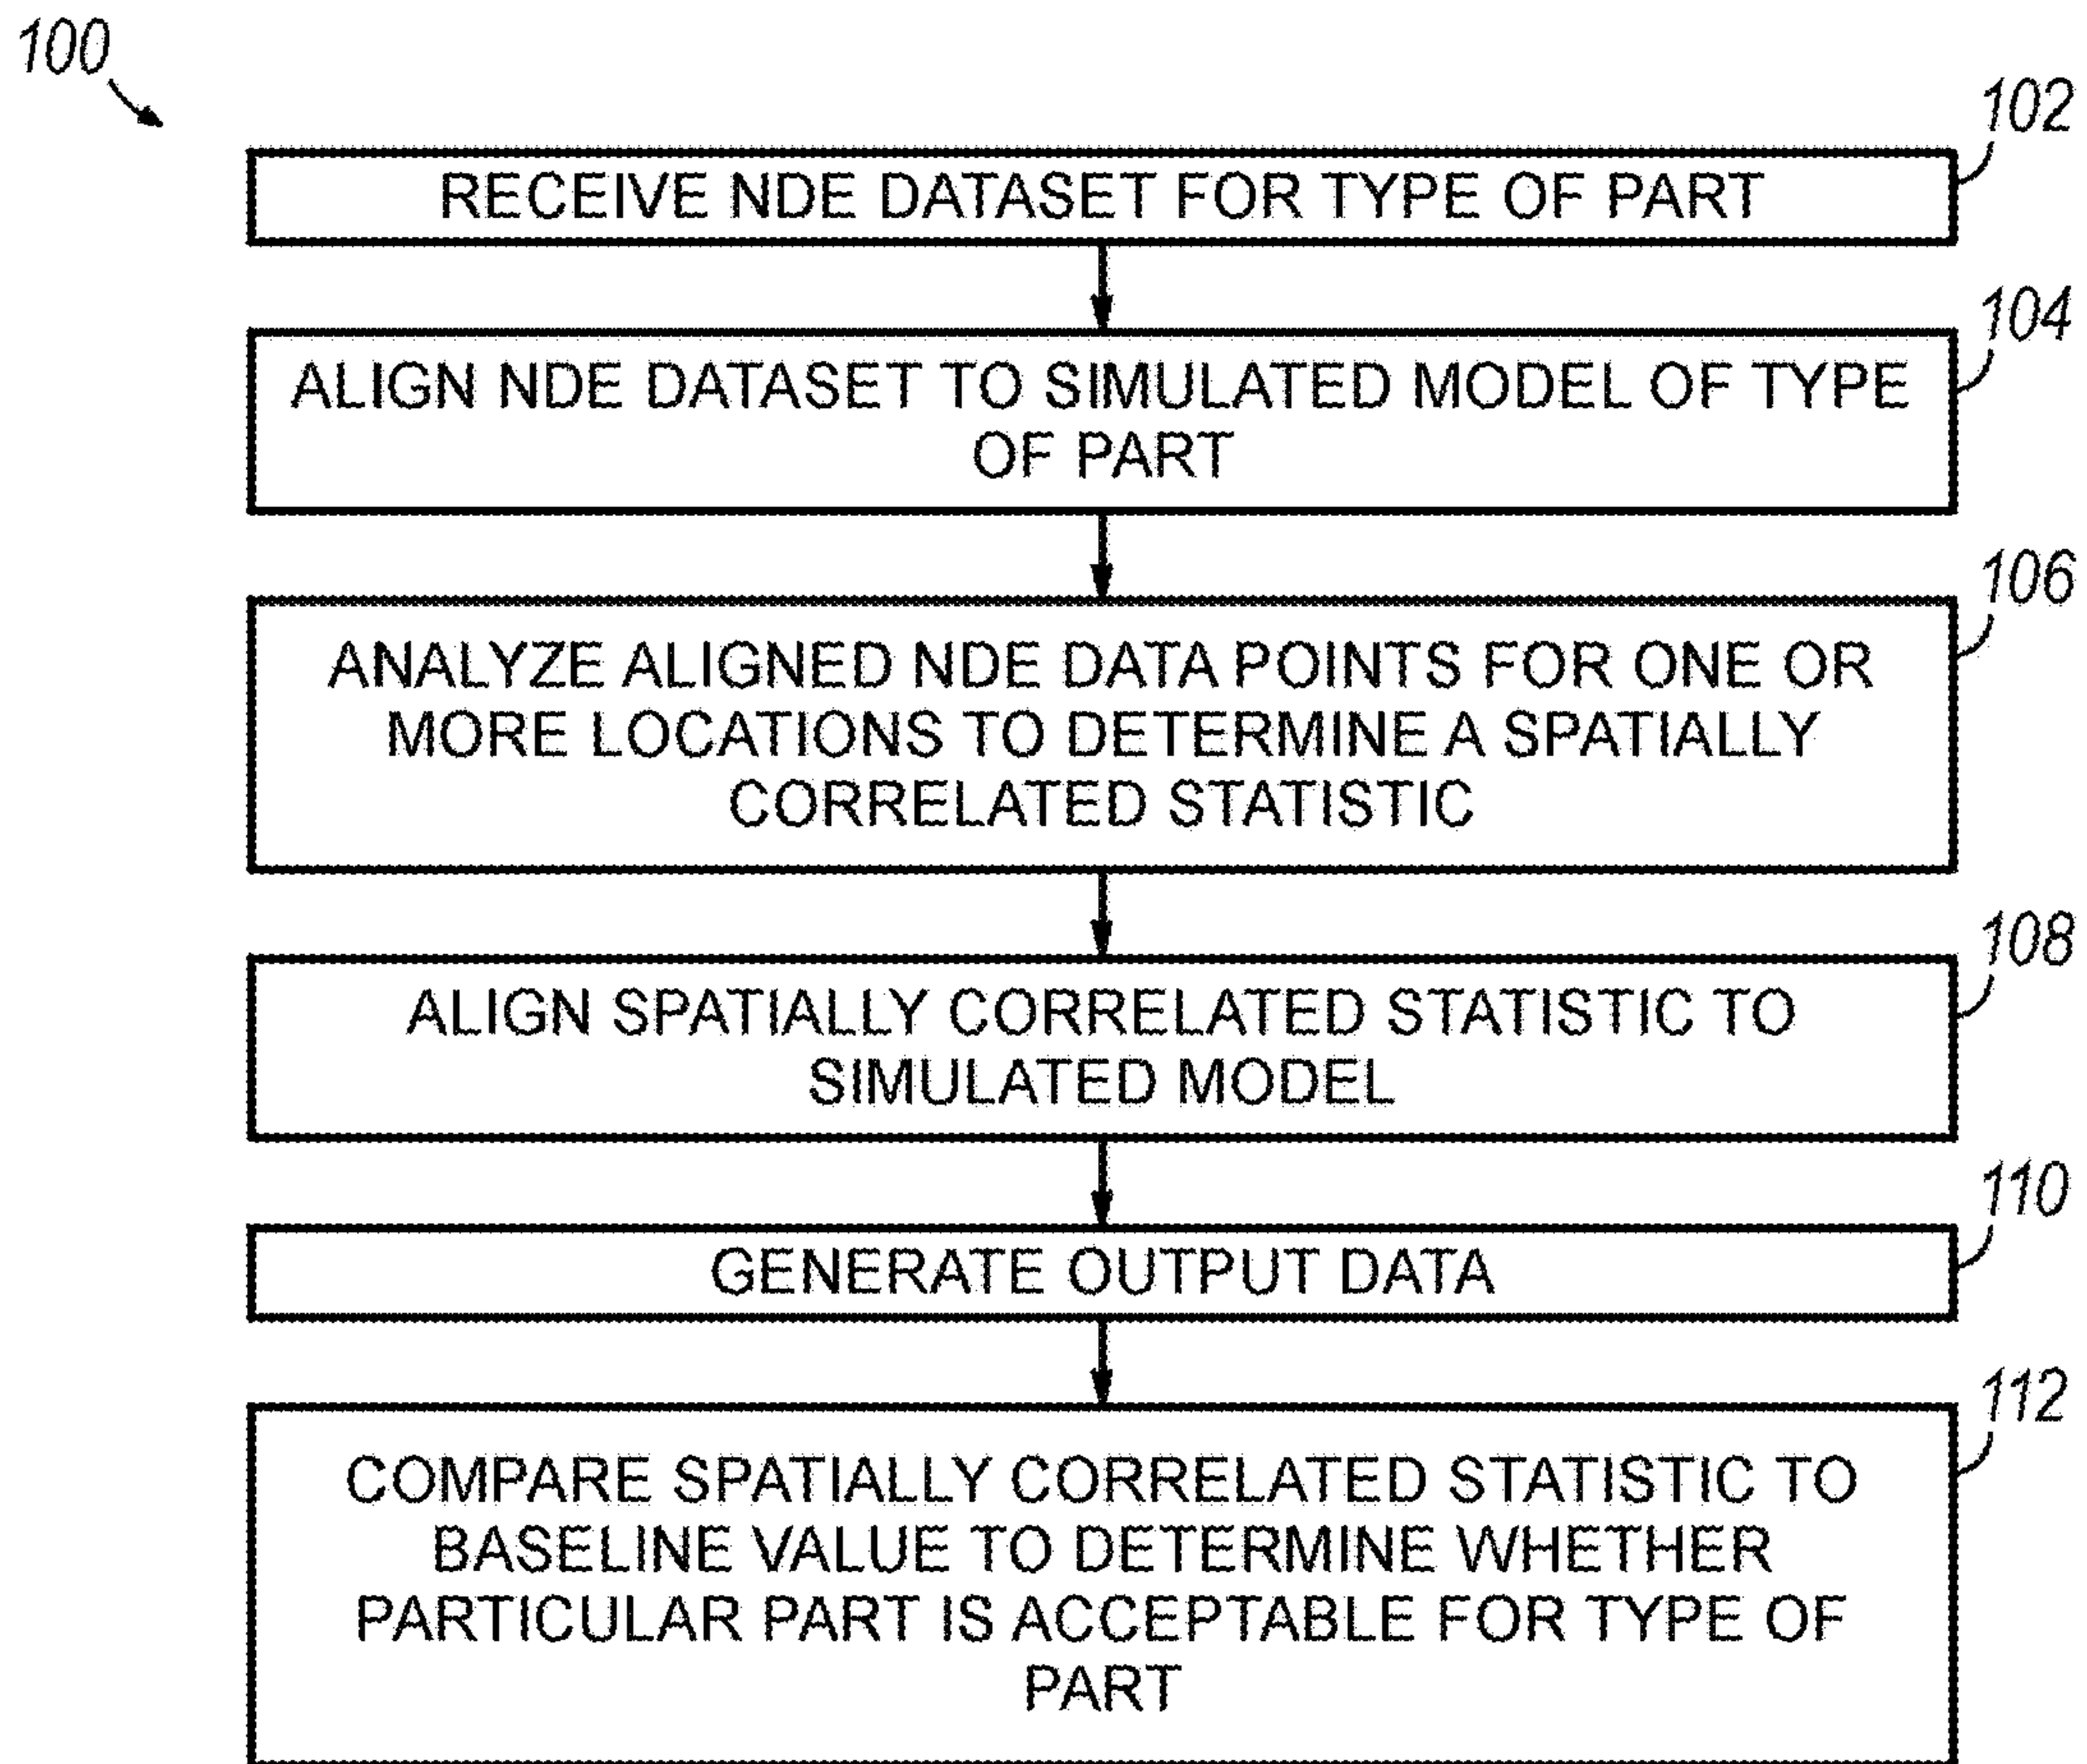 100
102
RECEIVE NDE DATASET FOR TYPE OF PART
104
ALIGN NDE DATASET TO SIMULATED MODEL OF TYPE
OF PART
106
ANALYZE ALIGNED NDE DATA POINTS FOR ONE OR
MORE LOCATIONS TO DETERMINE A SPATIALLY
CORRELATED STATISTIC
108
ALIGN SPATIALLY CORRELATED STATISTIC TO
SIMULATED MODEL
110
GENERATE OUTPUT DATA
112
COMPARE SPATIALLY CORRELATED STATISTIC TO
BASELINE VALUE TO DETERMINE WHETHER
PARTICULAR PART IS ACCEPTABLE FOR TYPE OF
PART